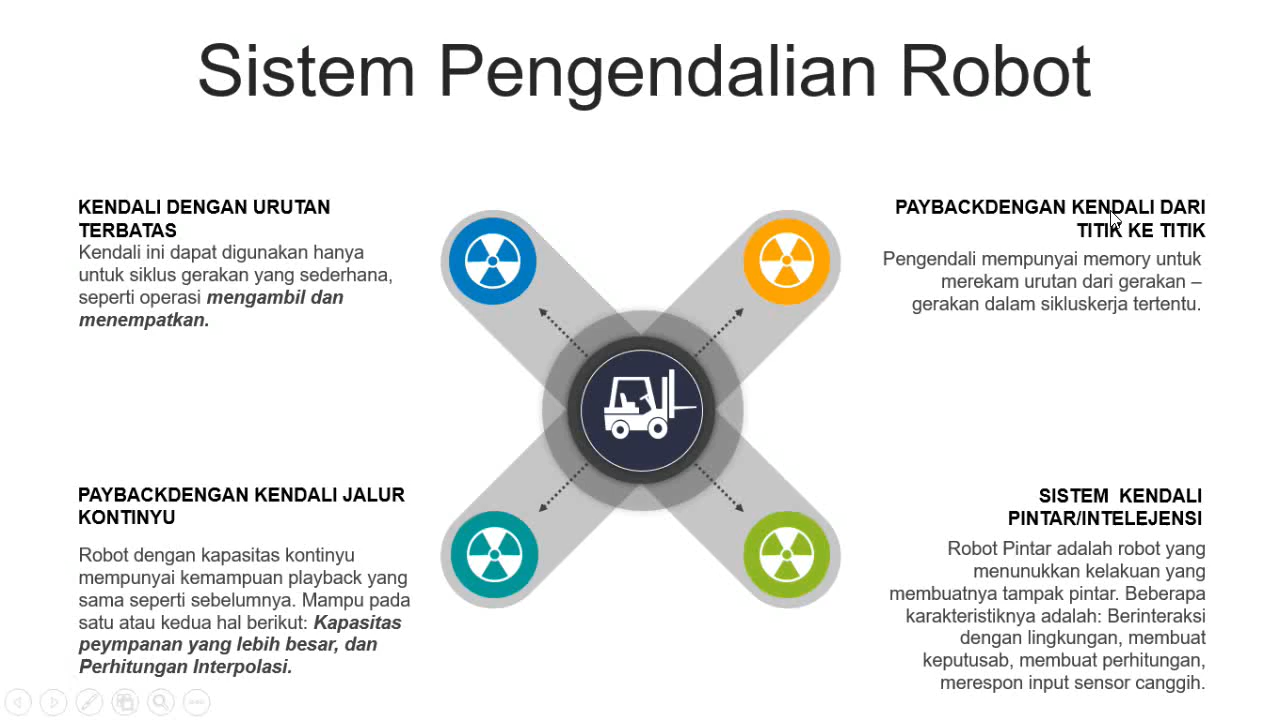 Sistem Pengendalian Robot
KENDALI DENGAN URUTAN
TERBATAS
Kendali ini dapat digunakan hanya
untuk siklus gerakan yang sederhana,
seperti operasi mengambil dan
menempatkan.
PAYBACKDENGAN KENDALI DARI
TITIK KE TITIK
Pengendali mempunyai memory untuk
merekam urutan dari gerakan –
gerakan dalam sikluskerja tertentu.
PAYBACKDENGAN KENDALI JALUR
KONTINYU
Robot dengan kapasitas kontinyu
mempunyai kemampuan playback yang
sama seperti sebelumnya. Mampu pada
satu atau kedua hal berikut: Kapasitas
peympanan yang lebih besar, dan
Perhitungan Interpolasi.
SISTEM  KENDALI
PINTAR/INTELEJENSI
Robot Pintar adalah robot yang
menunukkan kelakuan yang
membuatnya tampak pintar. Beberapa
karakteristiknya adalah: Berinteraksi
dengan lingkungan, membuat
keputusab, membuat perhitungan,
merespon input sensor canggih.